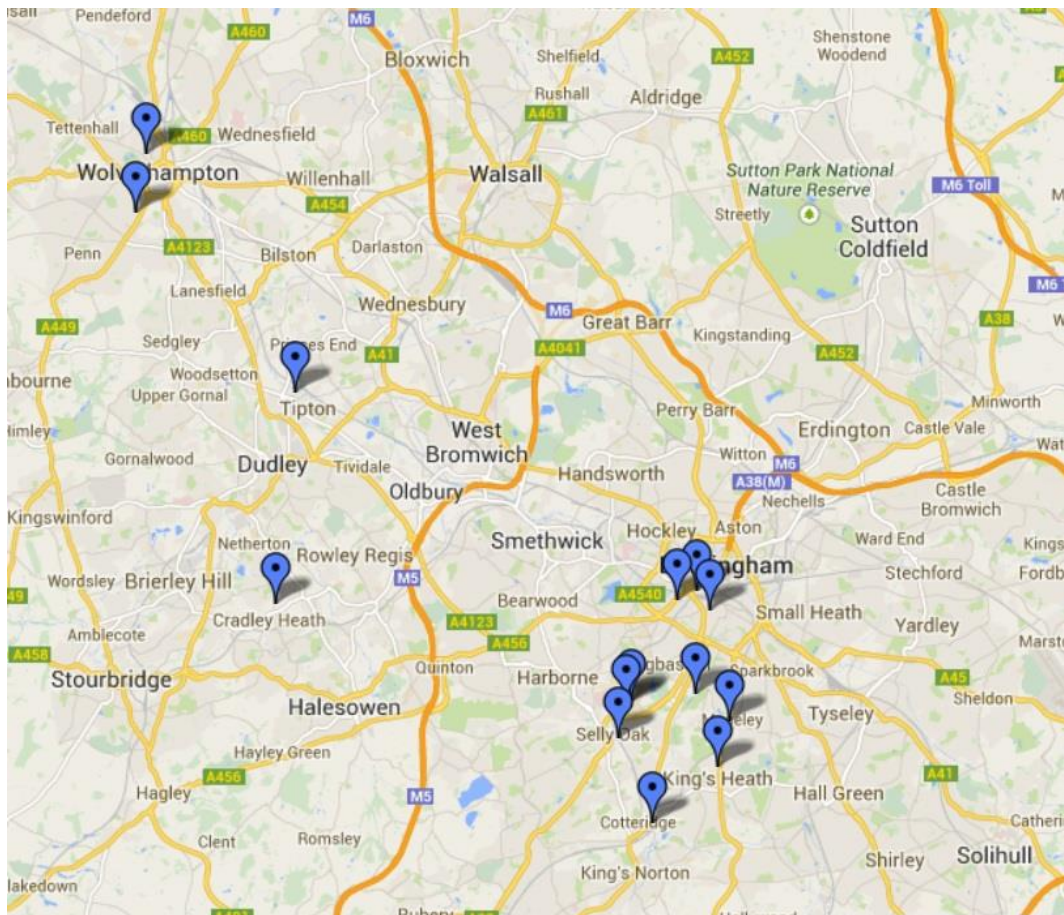 Pendeford
A460
M6
Bloxwich
Shelfield
A452
Shenstone
Woodend
Rushall
A461
Aldridge
Tettenhall
A460
Wednesfield
Walsall
Sutton Park National
Nature Reserve
M6 Toll
Willenhall
A454
Streetly
Sutton
Coldfield
Penn
A4123
Bilston
Darlaston
Lanesfield
Wednesbury
M6
Great Barr
Kingstanding
A38
A449
Sedgley
A41
A4041
A452
Woodsetton
Upper Gornal
Tipton
Perry Barr
Minworth
Erdington
Castle Vale
West
Bromwich
Gornalwood
Dudley
Tividale
Witton
M6
Handsworth
A38(M)
Oldbury
Nechells
Castle
Bromwich
Kingswinford
Hockley
Aston
Smethwick
Ward End
Netherton
Rowley Regis
Stechford
Wordsley
Brierley Hill
M5
A4540
Bearwood
Small Heath
Cradley Heath
A4123
Yardley
Amblecote
A456
A458
Quinton
Harborne
Sparkbrook
A45
Stourbridge
Sheldon
Halesowen
Tyseley
Selly Oak
Hayley Green
A456
King's Heath
A41
Hagley
M5
Hall Green
Cotteridge
Clent
Romsley
Shirley
Solihull
King's Norton